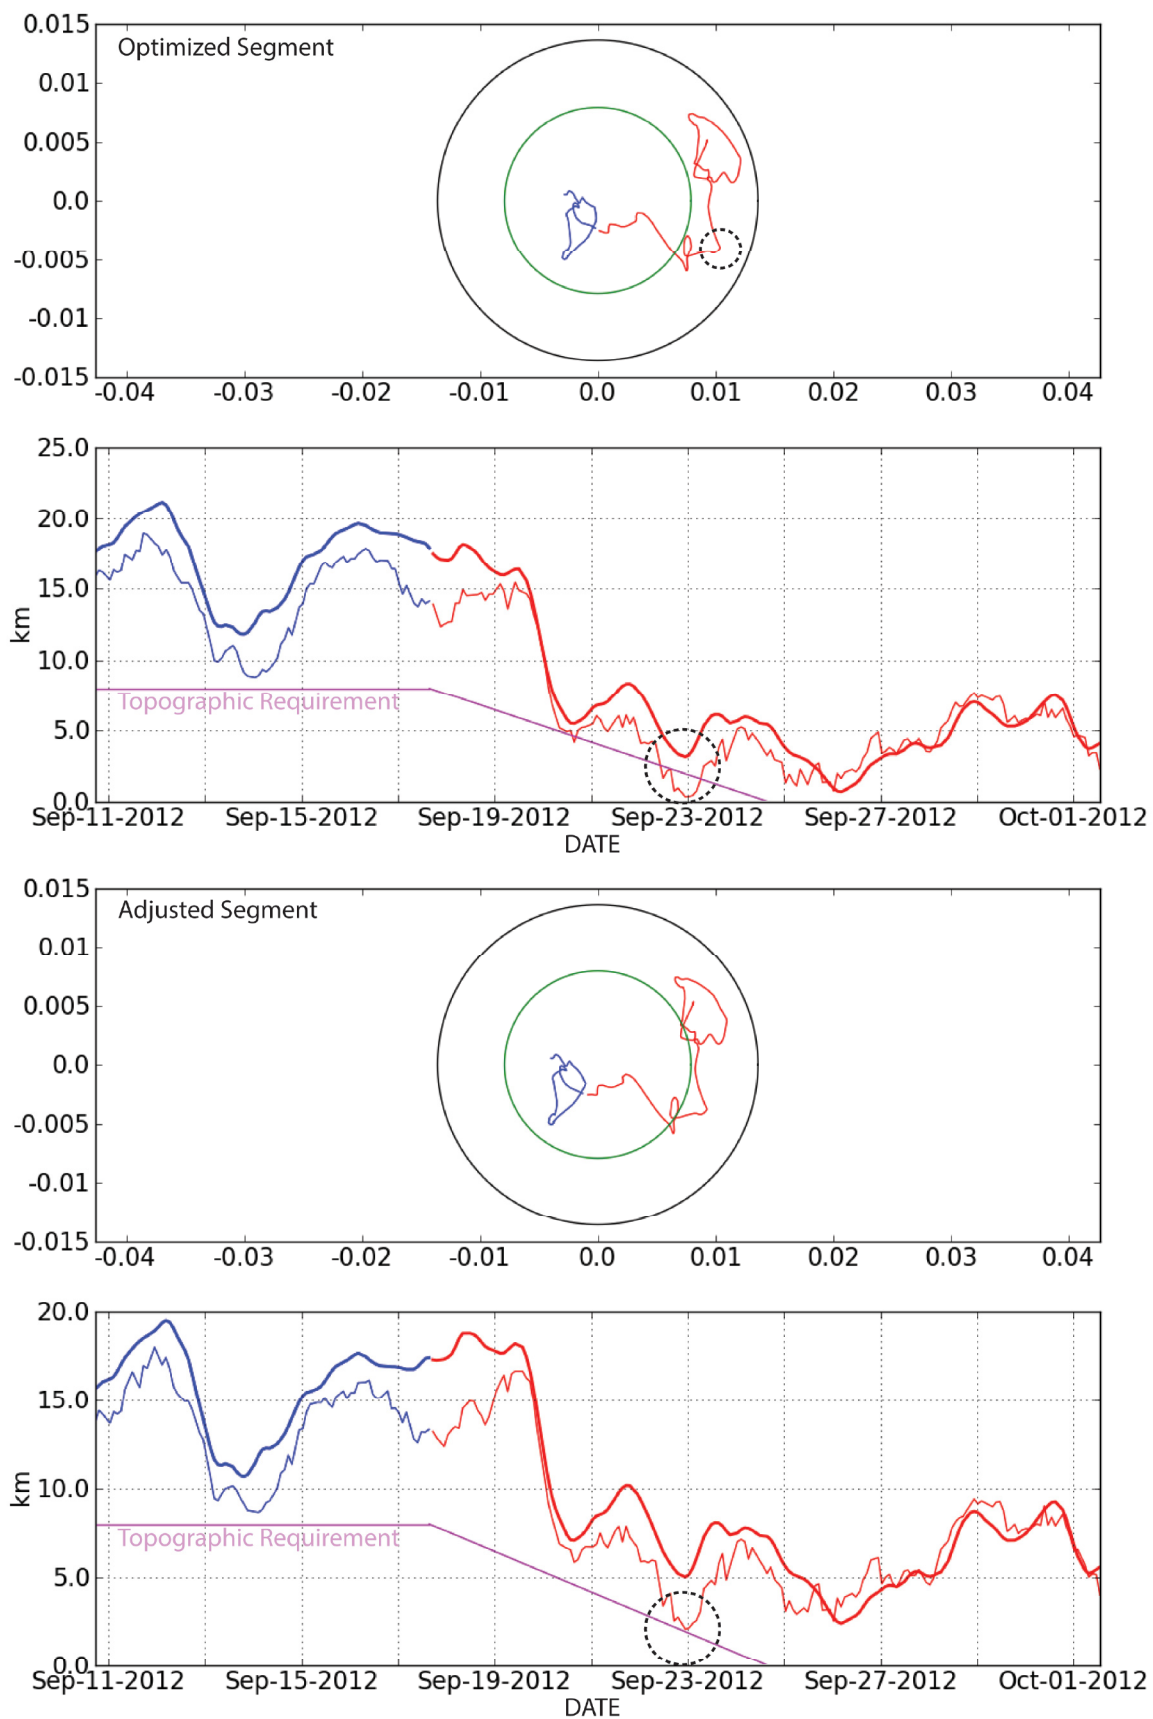 0.015
Optimized Segment
0.01
0.005
0.0
-0.005
-0.01
-0.015
-0.04 -0.03 -0.02 -0.01 0.0 0.01 0.02 0.03 0.04
25.0
20.0
15.0
km
10.0
Topographic Requirement
5.0
0.0
Sep-11-2012 Sep-15-2012 Sep-19-2012 Sep-23-2012 Sep-27-2012 Oct-01-2012
DATE
0.015
Adjusted Segment
0.01
0.005
0.0
-0.005
-0.01
-0.015
-0.04 -0.03 -0.02 -0.01 0.0 0.01 0.02 0.03 0.04
20.0
15.0
km
10.0
Topographic Requirement
5.0
0.0
Sep-11-2012 Sep-15-2012 Sep-19-2012 Sep-23-2012 Sep-27-2012 Oct-01-2012
DATE